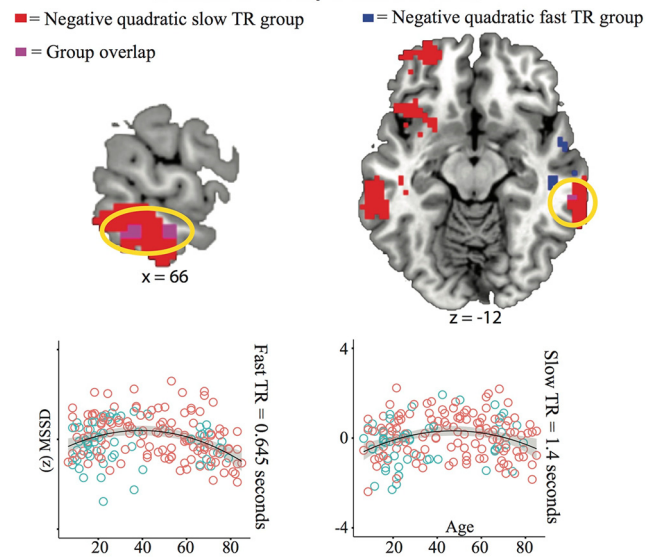 = Negative quadratic slow TR group
= Negative quadratic fast TR group
= Group overlap
x = 66
z = -12
(z) MSSD
20 40 60 80
Fast TR = 0.645 seconds
4
0
-4
Age
20 40 60 80
Slow TR = 1.4 seconds